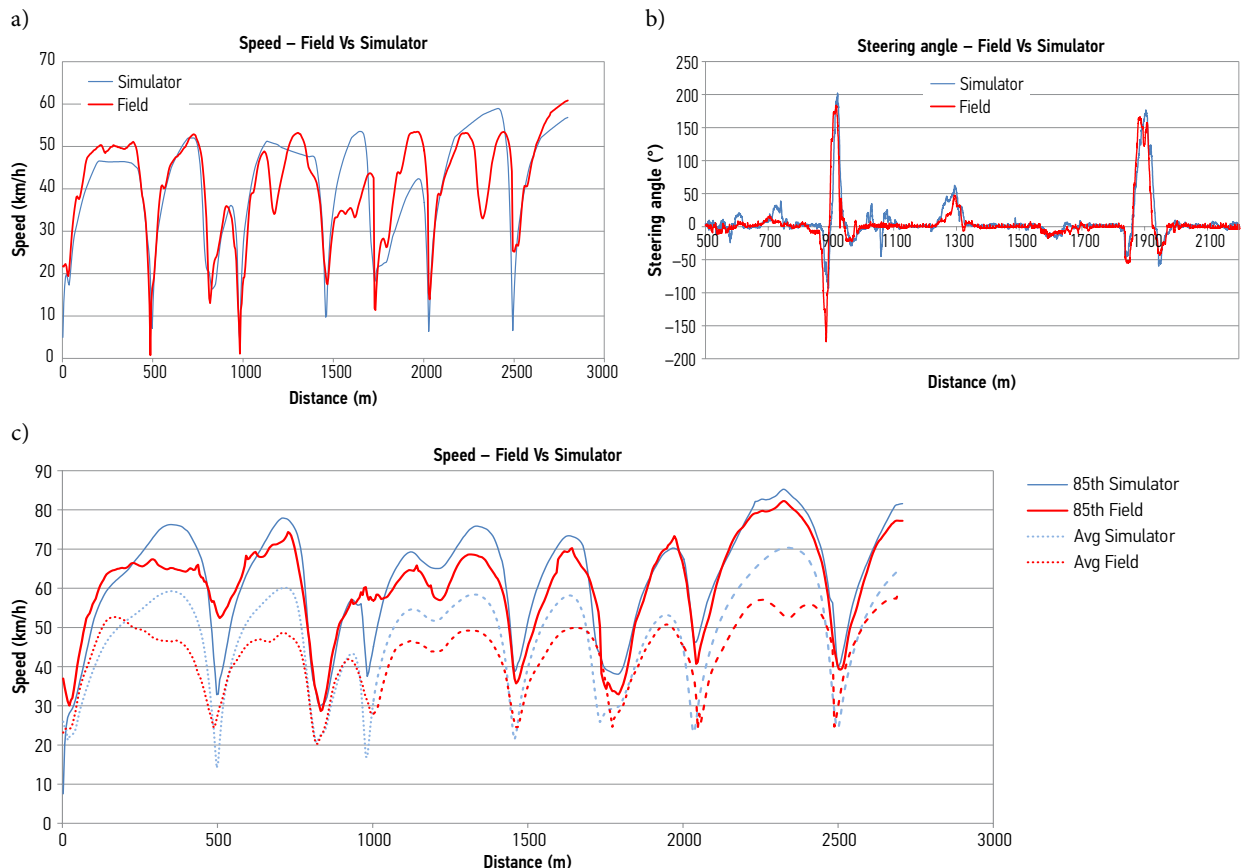 a)
Speed – Field Vs Simulator
Speed (km/h)
70
60
50
40
30
20
10
0
Simulator
Field
0 500 1000 1500 2000 2500 3000
Distance (m)
b)
Steering angle – Field Vs Simulator
Steering angle (°)
250
200
150
100
50
0
–50
–100
–150
–200
Simulator
Field
500 700 900 1100 1300 1500 1700 1900 2100
Distance (m)
c)
Speed – Field Vs Simulator
Speed (km/h)
90
80
70
60
50
40
30
20
10
0
0 500 1000 1500 2000 2500 3000
Distance (m)
85th Simulator
85th Field
Avg Simulator
Avg Field